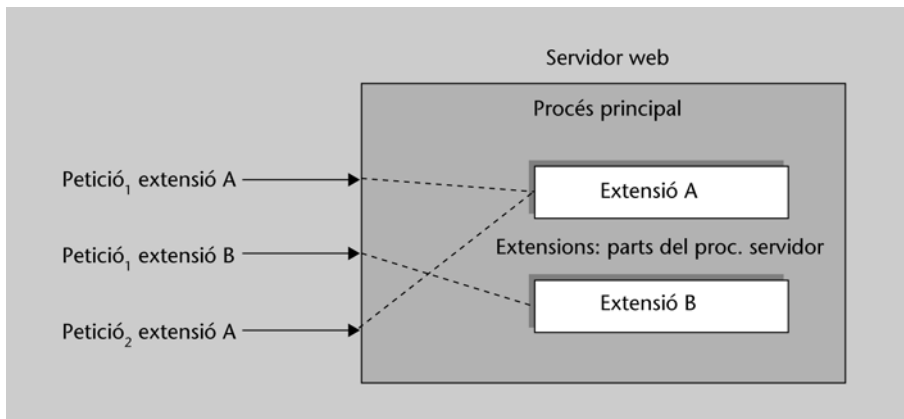 Servidor web
Procés principal
Petició₁ extensió A
Extensió A
Petició₁ extensió B
Extensions: parts del proc. servidor
Extensió B
Petició₂ extensió A